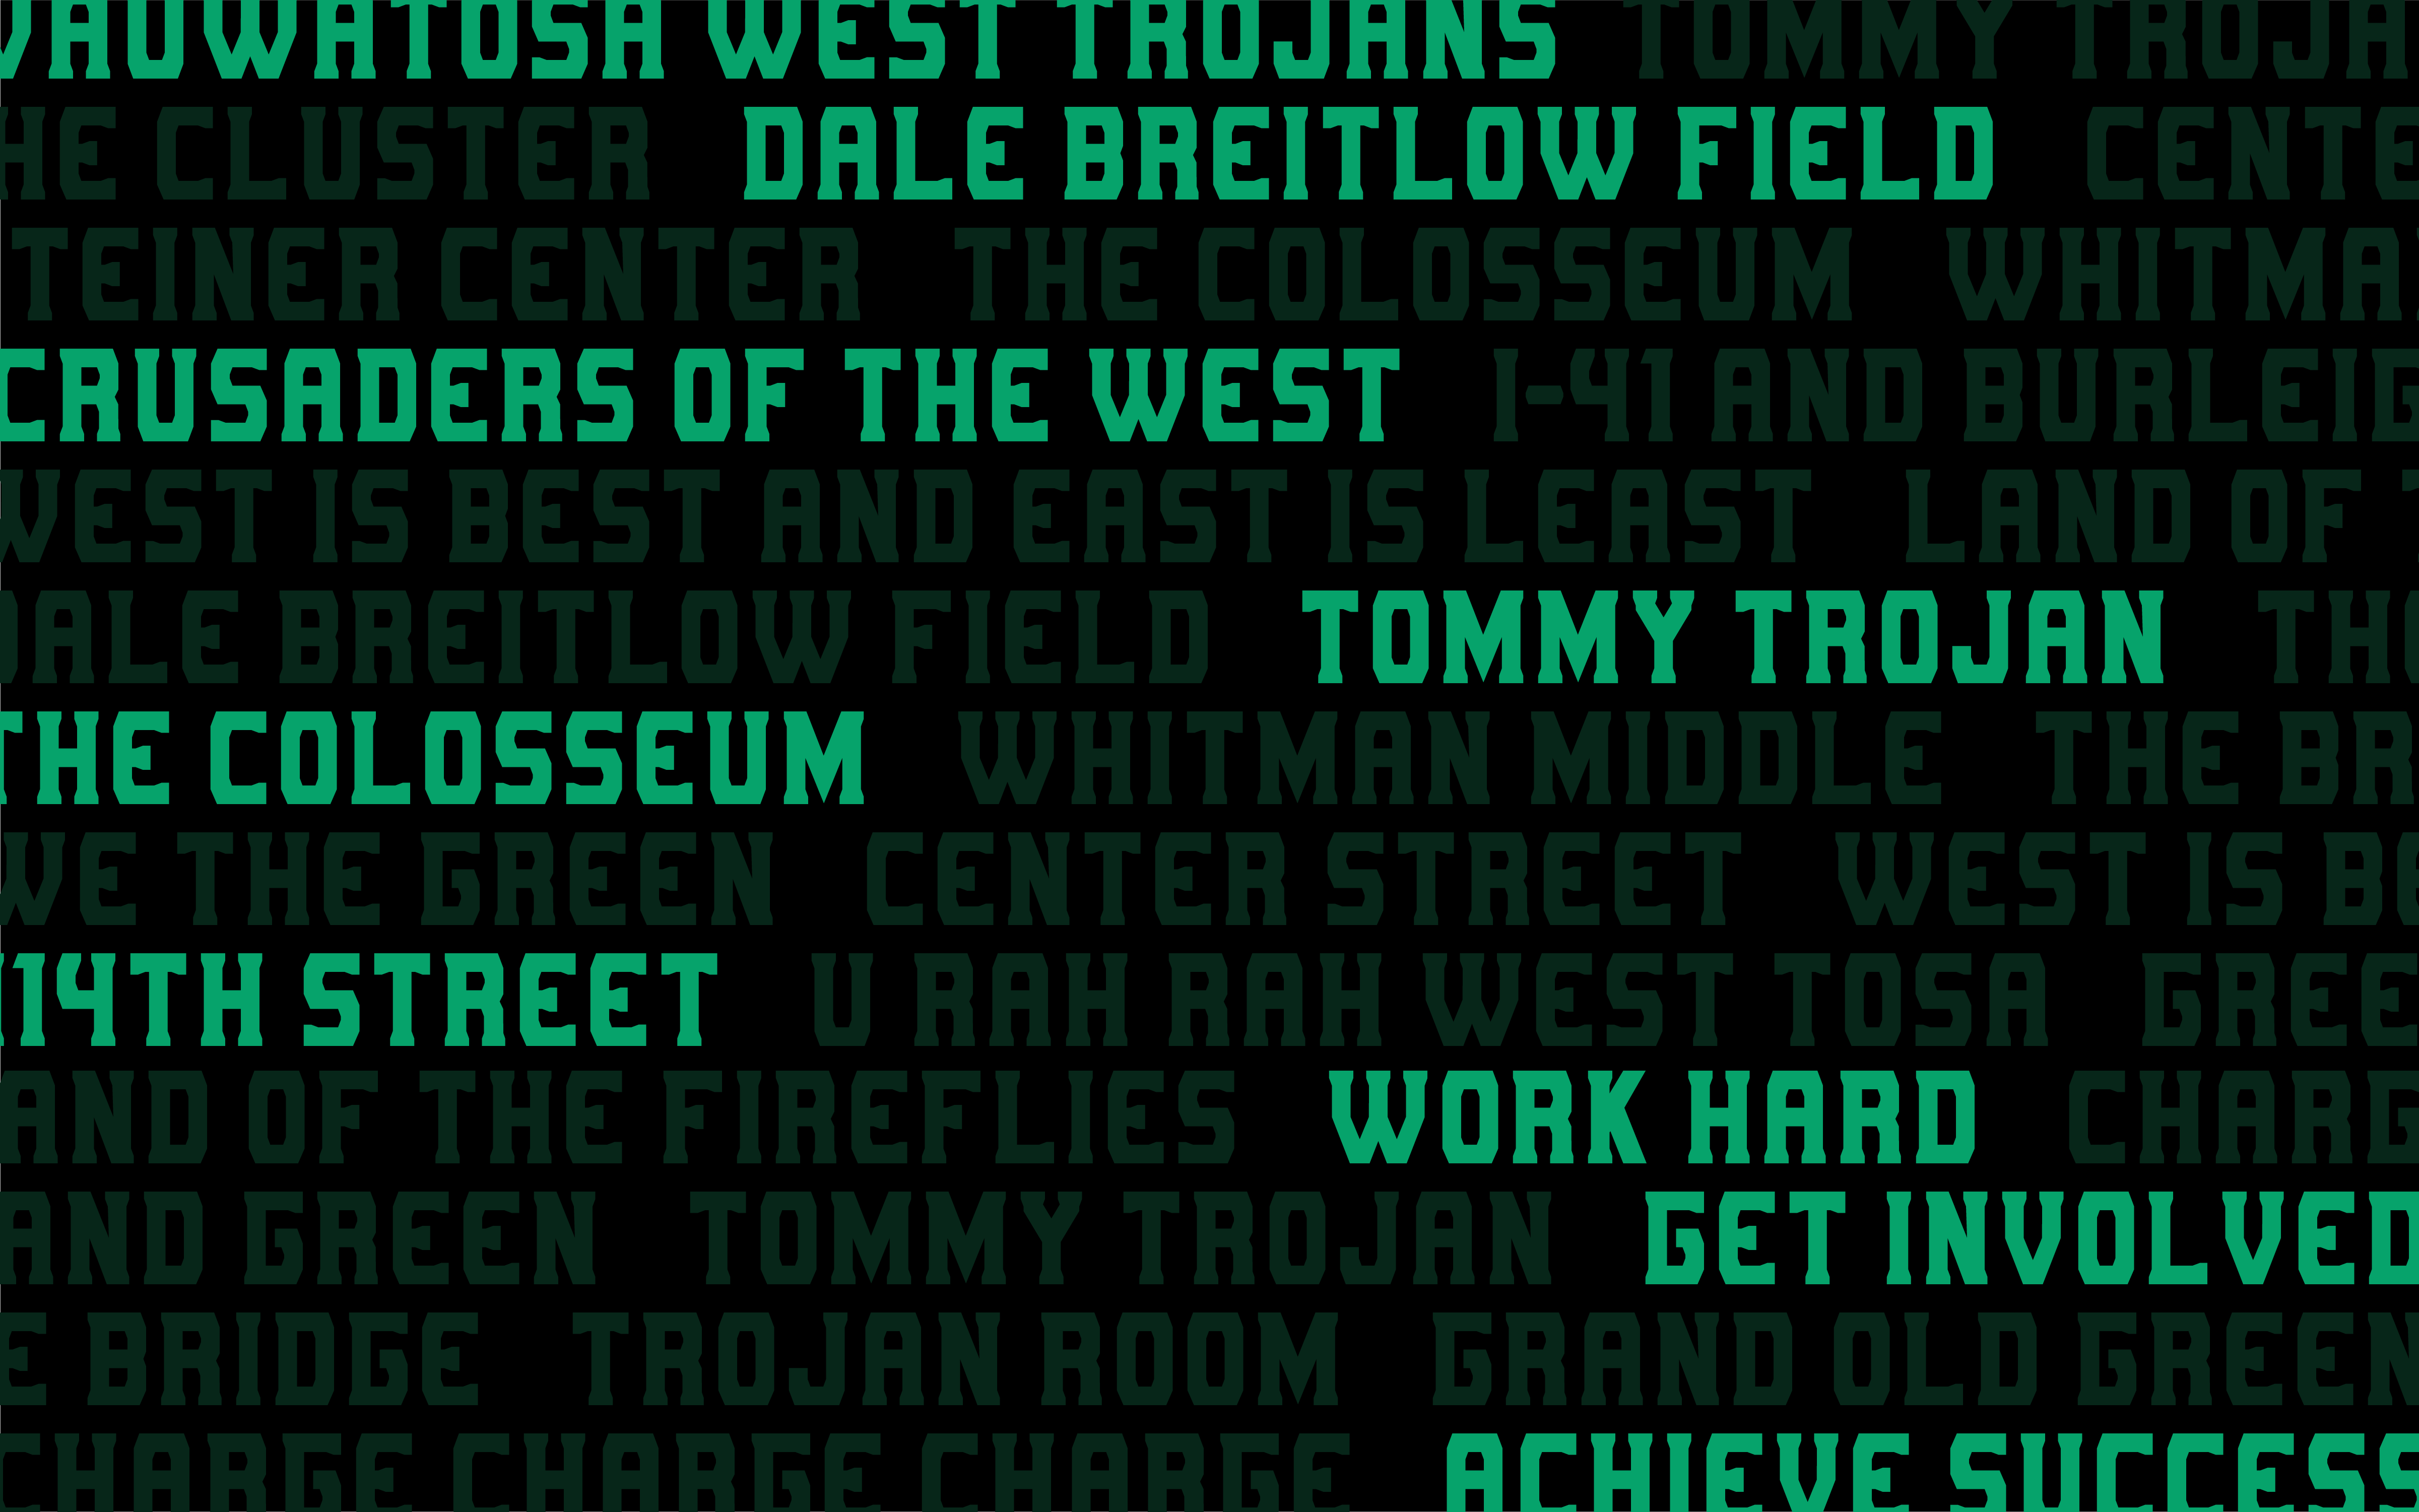 WAUWATOSA WEST TROJANS TOMMY TROJA
HE CLUSTER DALE BREITLOW FIELD CENTE
TEINER CENTER THE COLOSSEUM WHITMA
CRUSADERS OF THE WEST I-41 AND BURLEIG
WEST IS BEST AND EAST IS LEAST LAND OF
DALE BREITLOW FIELD TOMMY TROJAN THO
THE COLOSSEUM WHITMAN MIDDLE THE BR
VE THE GREEN CENTER STREET WEST IS BE
114TH STREET U RAH RAH WEST TOSA GREE
AND OF THE FIREFLIES WORK HARD CHARG
AND GREEN TOMMY TROJAN GET INVOLVED
E BRIDGE TROJAN ROOM GRAND OLD GREEN
CHARGE CHARGE CHARGE ACHIEVE SUCCESS